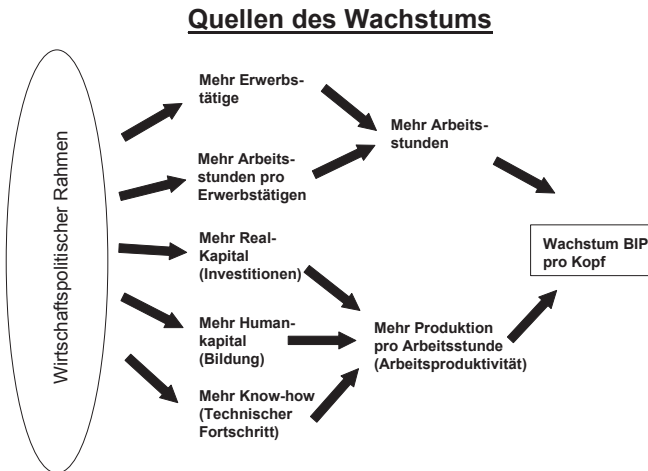 Quellen des Wachstums
Wirtschaftspolitischer Rahmen
Mehr Erwerbs-
tätige
Mehr Arbeits-
stunden pro
Erwerbstätigen
Mehr Real-
Kapital
(Investitionen)
Mehr Human-
kapital
(Bildung)
Mehr Know-how
(Technischer
Fortschritt)
Mehr Arbeits-
stunden
Mehr Produktion
pro Arbeitsstunde
(Arbeitsproduktivität)
Wachstum BIP
pro Kopf